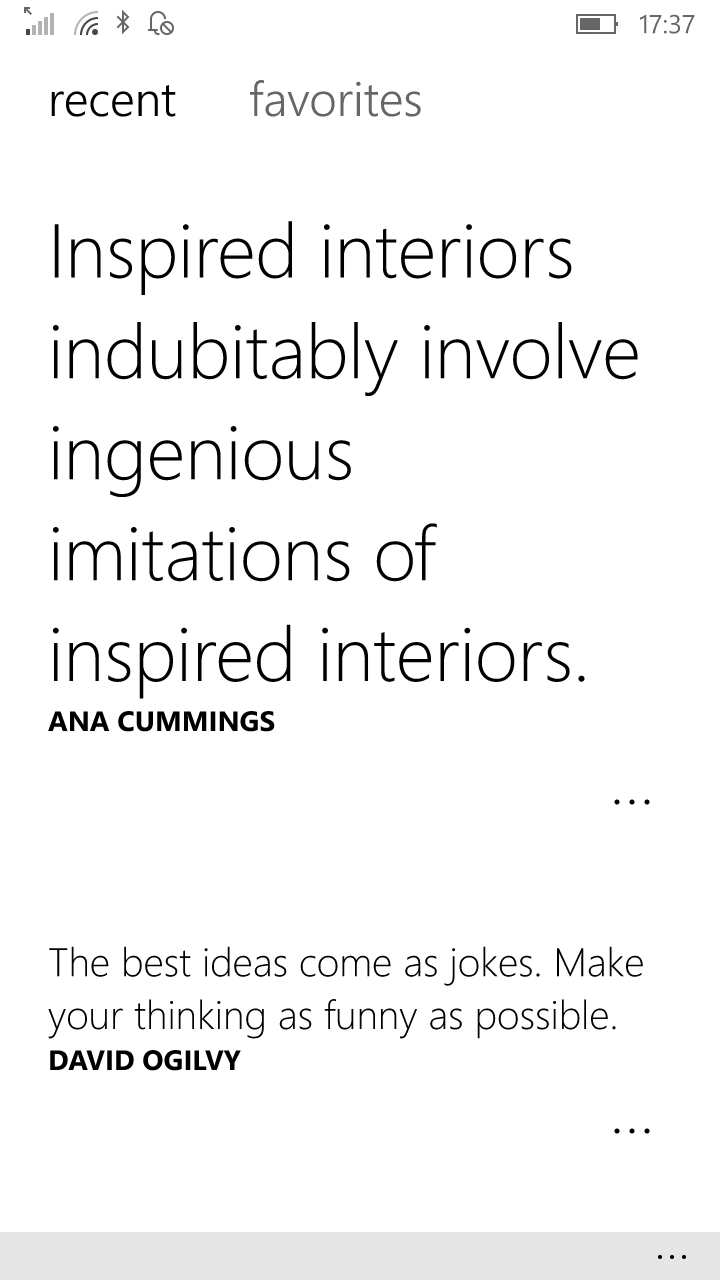 17:37
recent favorites
Inspired interiors
indubitably involve
ingenious
imitations of
inspired interiors.
ANA CUMMINGS
...
The best ideas come as jokes. Make
your thinking as funny as possible.
DAVID OGILVY
...
...